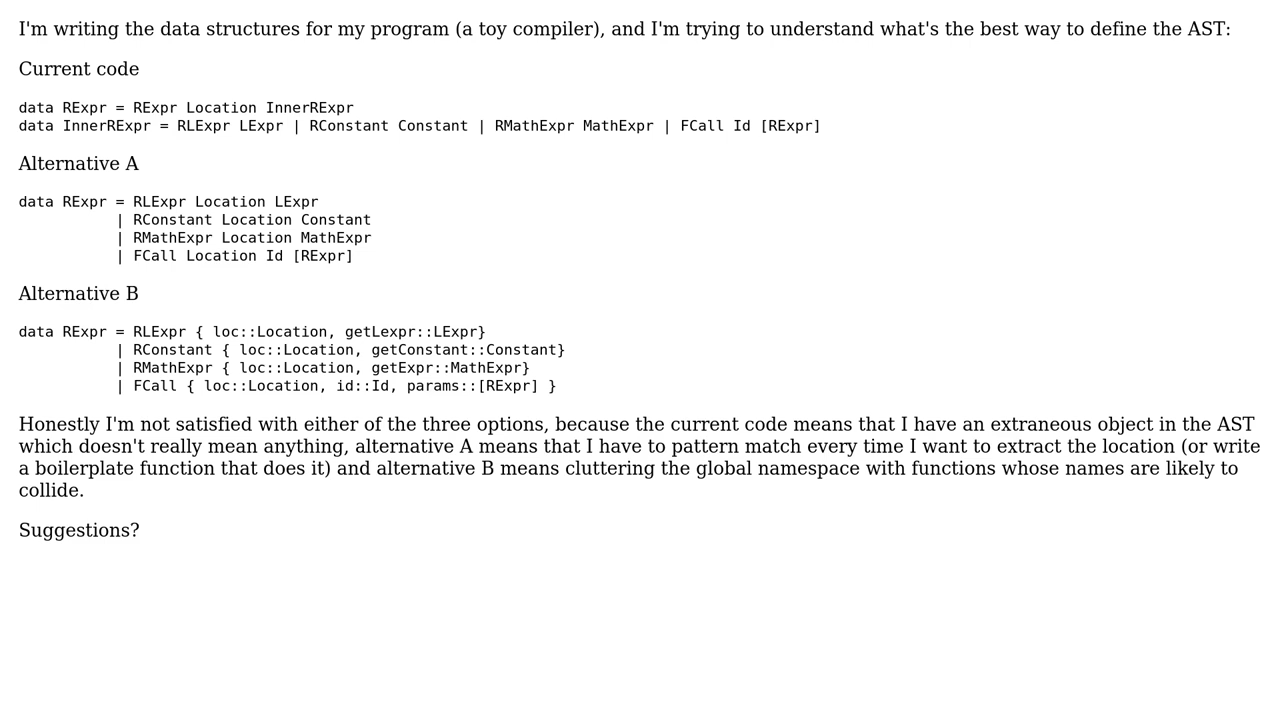 I'm writing the data structures for my program (a toy compiler), and I'm trying to understand what's the best way to define the AST:
Current code
data RExpr = RExpr Location InnerRExpr
data InnerRExpr = RLExpr LExpr | RConstant Constant | RMathExpr MathExpr | FCall Id [RExpr]
Alternative A
data RExpr = RLExpr Location LExpr
           | RConstant Location Constant
           | RMathExpr Location MathExpr
           | FCall Location Id [RExpr]
Alternative B
data RExpr = RLExpr { loc::Location, getLexpr::LExpr}
           | RConstant { loc::Location, getConstant::Constant}
           | RMathExpr { loc::Location, getExpr::MathExpr}
           | FCall { loc::Location, id::Id, params::[RExpr] }
Honestly I'm not satisfied with either of the three options, because the current code means that I have an extraneous object in the AST
which doesn't really mean anything, alternative A means that I have to pattern match every time I want to extract the location (or write
a boilerplate function that does it) and alternative B means cluttering the global namespace with functions whose names are likely to
collide.
Suggestions?